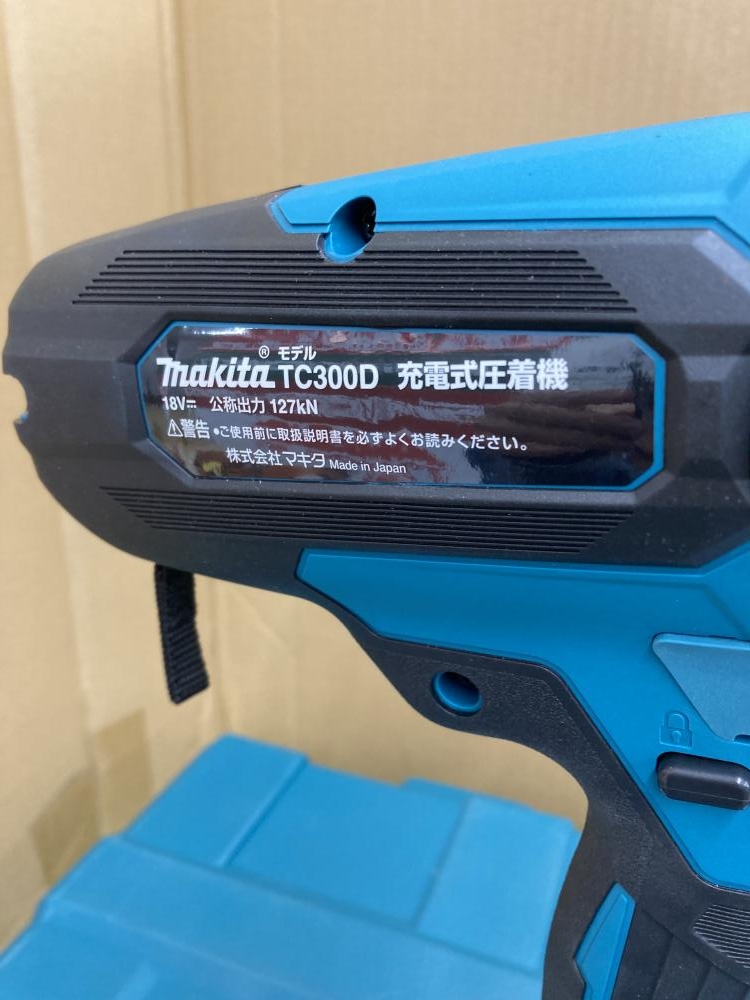 makita® モデル TC300D 充電式圧着機
18V⎓ 公称出力 127kN
⚠警告 •ご使用前に取扱説明書を必ずよくお読みください。
株式会社マキタ Made in Japan